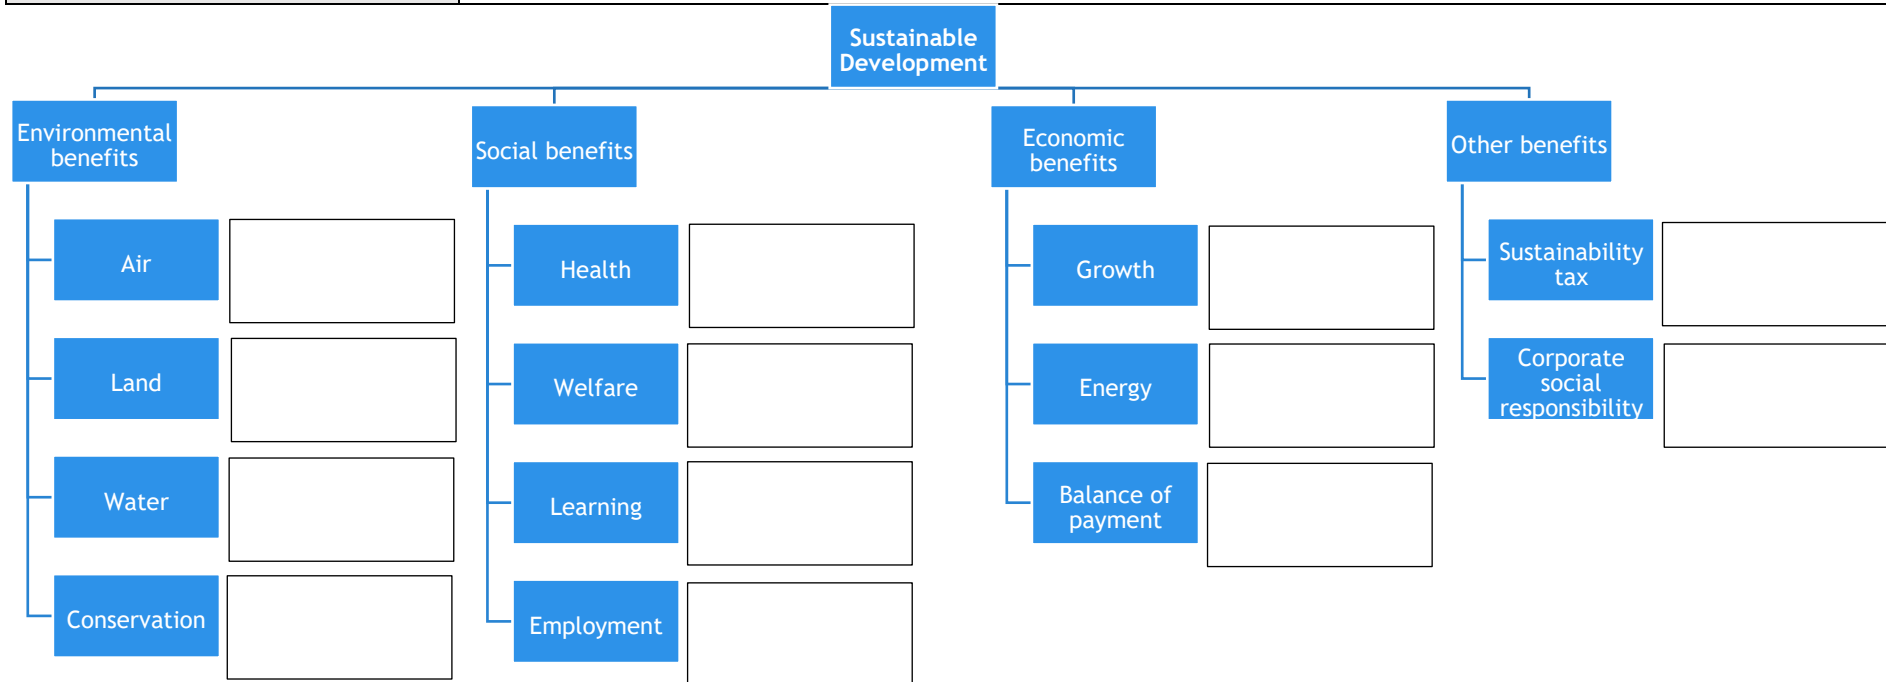 Sustainable
Development
Environmental
benefits
Air
Land
Water
Conservation
Social benefits
Health
Welfare
Learning
Employment
Economic
benefits
Growth
Energy
Balance of
payment
Other benefits
Sustainability
tax
Corporate
social
responsibility